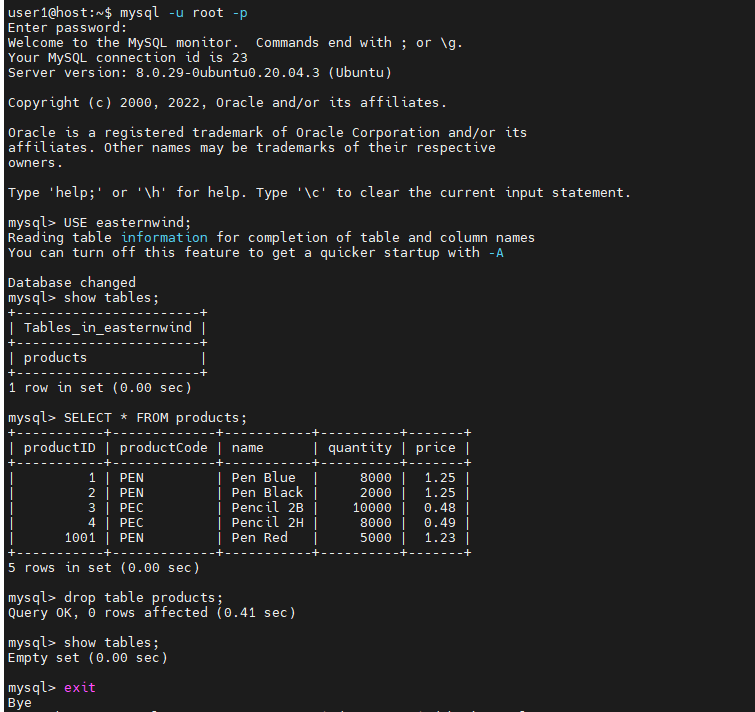 user1@host:~$ mysql -u root -p
Enter password:
Welcome to the MySQL monitor.  Commands end with ; or \g.
Your MySQL connection id is 23
Server version: 8.0.29-0ubuntu0.20.04.3 (Ubuntu)

Copyright (c) 2000, 2022, Oracle and/or its affiliates.

Oracle is a registered trademark of Oracle Corporation and/or its
affiliates. Other names may be trademarks of their respective
owners.

Type 'help;' or '\h' for help. Type '\c' to clear the current input statement.

mysql> USE easternwind;
Reading table information for completion of table and column names
You can turn off this feature to get a quicker startup with -A

Database changed
mysql> show tables;
+-----------------------+
| Tables_in_easternwind |
+-----------------------+
| products              |
+-----------------------+
1 row in set (0.00 sec)

mysql> SELECT * FROM products;
+-----------+-------------+-----------+----------+-------+
| productID | productCode | name      | quantity | price |
+-----------+-------------+-----------+----------+-------+
|         1 | PEN         | Pen Blue  |     8000 |  1.25 |
|         2 | PEN         | Pen Black |     2000 |  1.25 |
|         3 | PEC         | Pencil 2B |    10000 |  0.48 |
|         4 | PEC         | Pencil 2H |     8000 |  0.49 |
|      1001 | PEN         | Pen Red   |     5000 |  1.23 |
+-----------+-------------+-----------+----------+-------+
5 rows in set (0.00 sec)

mysql> drop table products;
Query OK, 0 rows affected (0.41 sec)

mysql> show tables;
Empty set (0.00 sec)

mysql> exit
Bye